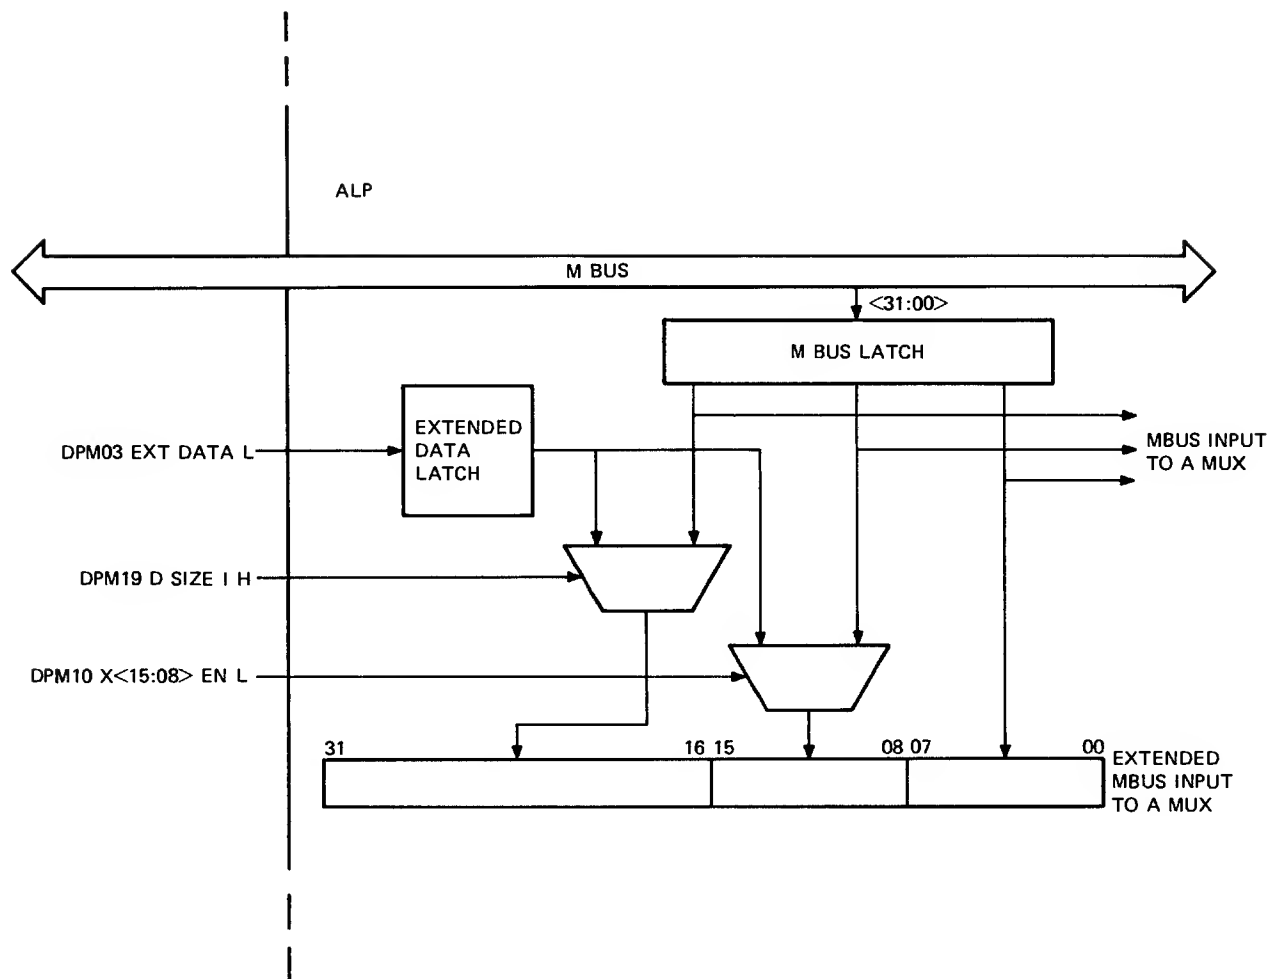 ALP
M BUS
<31:00>
M BUS LATCH
EXTENDED
DATA
LATCH
DPM03 EXT DATA L
MBUS INPUT
TO A MUX
DPM19 D SIZE I H
DPM10 X<15:08> EN L
31 16 15 08 07 00
EXTENDED
MBUS INPUT
TO A MUX